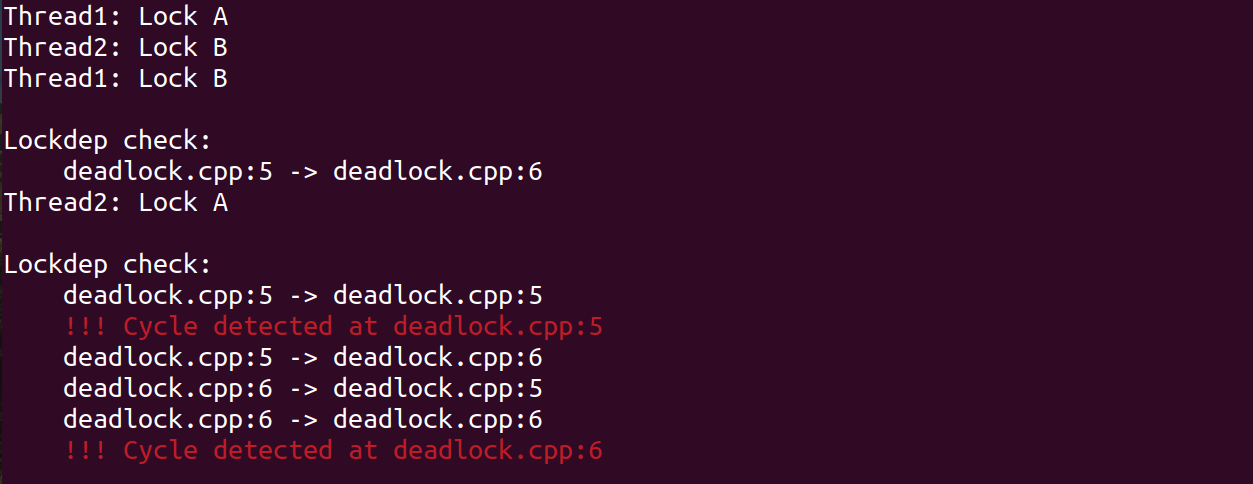 Thread1: Lock A
Thread2: Lock B
Thread1: Lock B
Lockdep check:
deadlock.cpp:5 -> deadlock.cpp:6
Thread2: Lock A
Lockdep check:
deadlock.cpp:5 -> deadlock.cpp:5
!!! Cycle detected at deadlock.cpp:5
deadlock.cpp:5 -> deadlock.cpp:6
deadlock.cpp:6 -> deadlock.cpp:5
deadlock.cpp:6 -> deadlock.cpp:6
!!! Cycle detected at deadlock.cpp:6